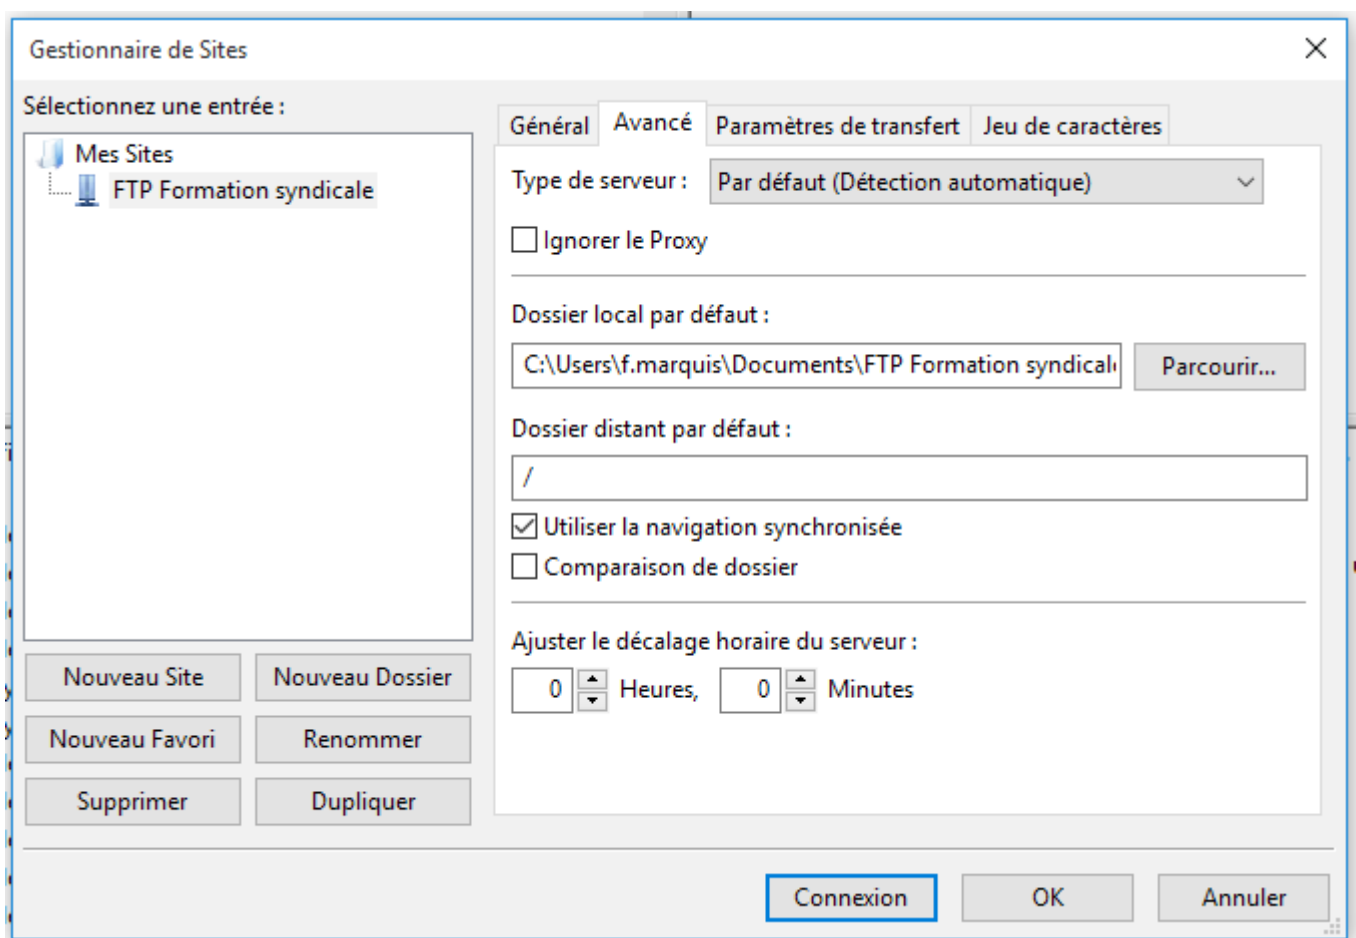 Gestionnaire de Sites
Sélectionnez une entrée :
Mes Sites
FTP Formation syndicale
Nouveau Site
Nouveau Dossier
Nouveau Favori
Renommer
Supprimer
Dupliquer
Général
Avancé
Paramètres de transfert
Jeu de caractères
Type de serveur :
Par défaut (Détection automatique)
Ignorer le Proxy
Dossier local par défaut :
C:\Users\f.marquis\Documents\FTP Formation syndical
Parcourir...
Dossier distant par défaut :
/
Utiliser la navigation synchronisée
Comparaison de dossier
Ajuster le décalage horaire du serveur :
0 Heures, 0 Minutes
Connexion
OK
Annuler